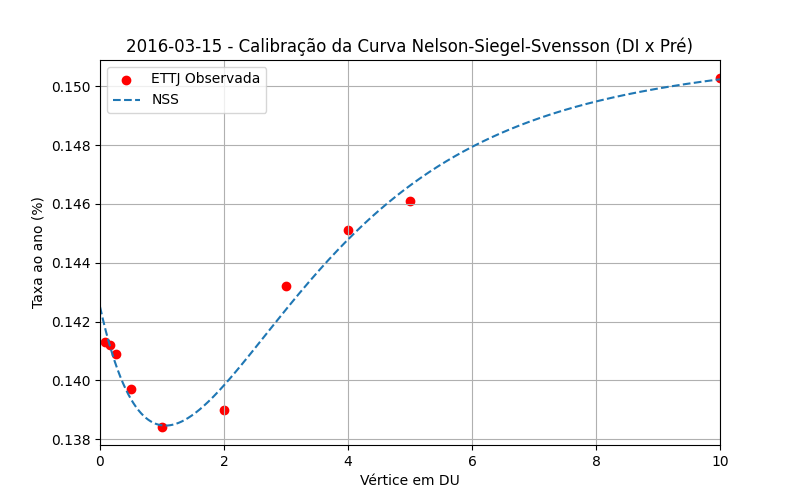 2016-03-15 - Calibração da Curva Nelson-Siegel-Svensson (DI x Pré)
ETTJ Observada
NSS
Taxa ao ano (%)
0.150
0.148
0.146
0.144
0.142
0.140
0.138
0 2 4 6 8 10
Vértice em DU